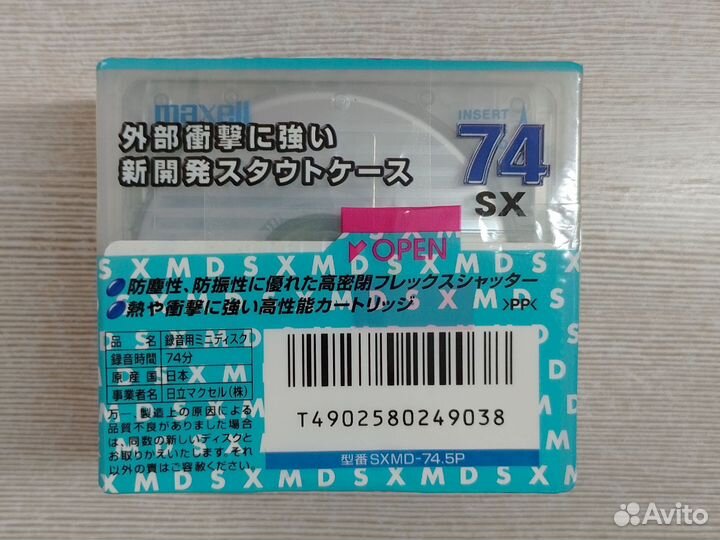 maxell
外部衝撃に強い
新開発スタウトケース
INSERT
74
SX
OPEN
S X M D S X M D S X M D S X
防塵性、防振性に優れた高密閉フレックスシャッター
熱や衝撃に強い高性能カートリッジ
>PP<
品 名 録音用ミニディスク
録音時間 74分
原産国 日本
事業者名 日立マクセル(株)
万一、製造上の原因による
品質不良がありました場合
は、同数の新しいディスクと
お取りかえいたします。それ
以外の責はご容赦ください。
T4902580249038
型番SXMD-74.5P
X M D S X M D S X M D S X
Avito